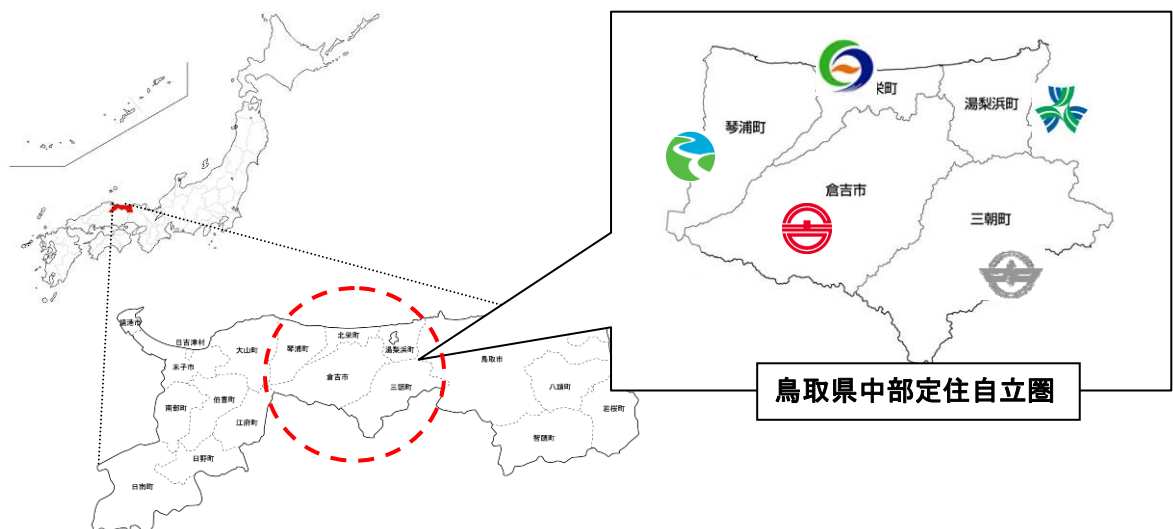 栄町
湯梨浜町
琴浦町
倉吉市
三朝町
鳥取県中部定住自立圏
境港市
日吉津村
米子市
大山町
琴浦町
北栄町
湯梨浜町
鳥取市
倉吉市
三朝町
八頭町
南部町
伯耆町
江府町
若桜町
智頭町
日野町
日南町